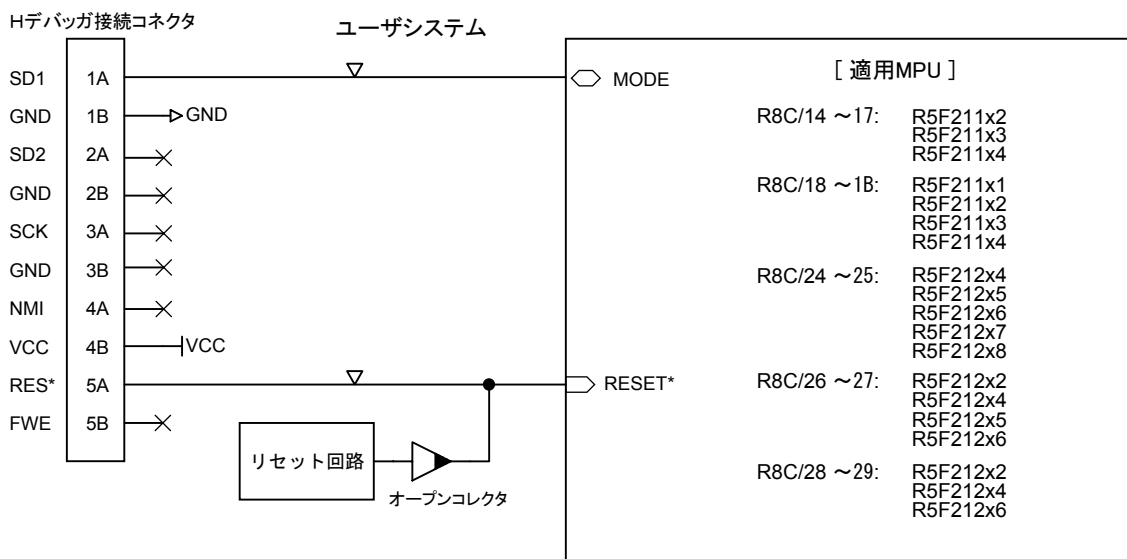 Hデバッガ接続コネクタ
ユーザシステム
SD1 1A
GND 1B GND
SD2 2A
GND 2B
SCK 3A
GND 3B
NMI 4A
VCC 4B VCC
RES* 5A
FWE 5B
リセット回路
オープンコレクタ
MODE
RESET*
[ 適用MPU ]
R8C/14 ～17: R5F211x2
R5F211x3
R5F211x4
R8C/18 ～1B: R5F211x1
R5F211x2
R5F211x3
R5F211x4
R8C/24 ～25: R5F212x4
R5F212x5
R5F212x6
R5F212x7
R5F212x8
R8C/26 ～27: R5F212x2
R5F212x4
R5F212x5
R5F212x6
R8C/28 ～29: R5F212x2
R5F212x4
R5F212x6